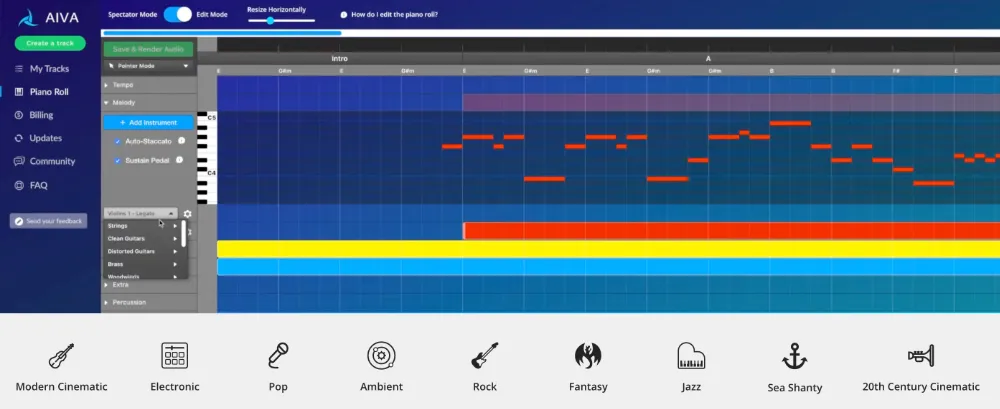 AIVA
Spectator Mode
Edit Mode
Resize Horizontally
How do I edit the piano roll?
Create a track
My Tracks
Piano Roll
Billing
Updates
Community
FAQ
Send your feedback
Save & Render Audio
Pointer Mode
Intro
A
E G#m E G#m E G#m E G#m G#m B B F# E
Tempo
Melody
+ Add Instrument
Auto-Staccato
Sustain Pedal
C5
C4
Violins 1 - Legato
Strings
Clean Guitars
Distorted Guitars
Brass
Woodwinds
Extra
Percussion
Modern Cinematic
Electronic
Pop
Ambient
Rock
Fantasy
Jazz
Sea Shanty
20th Century Cinematic